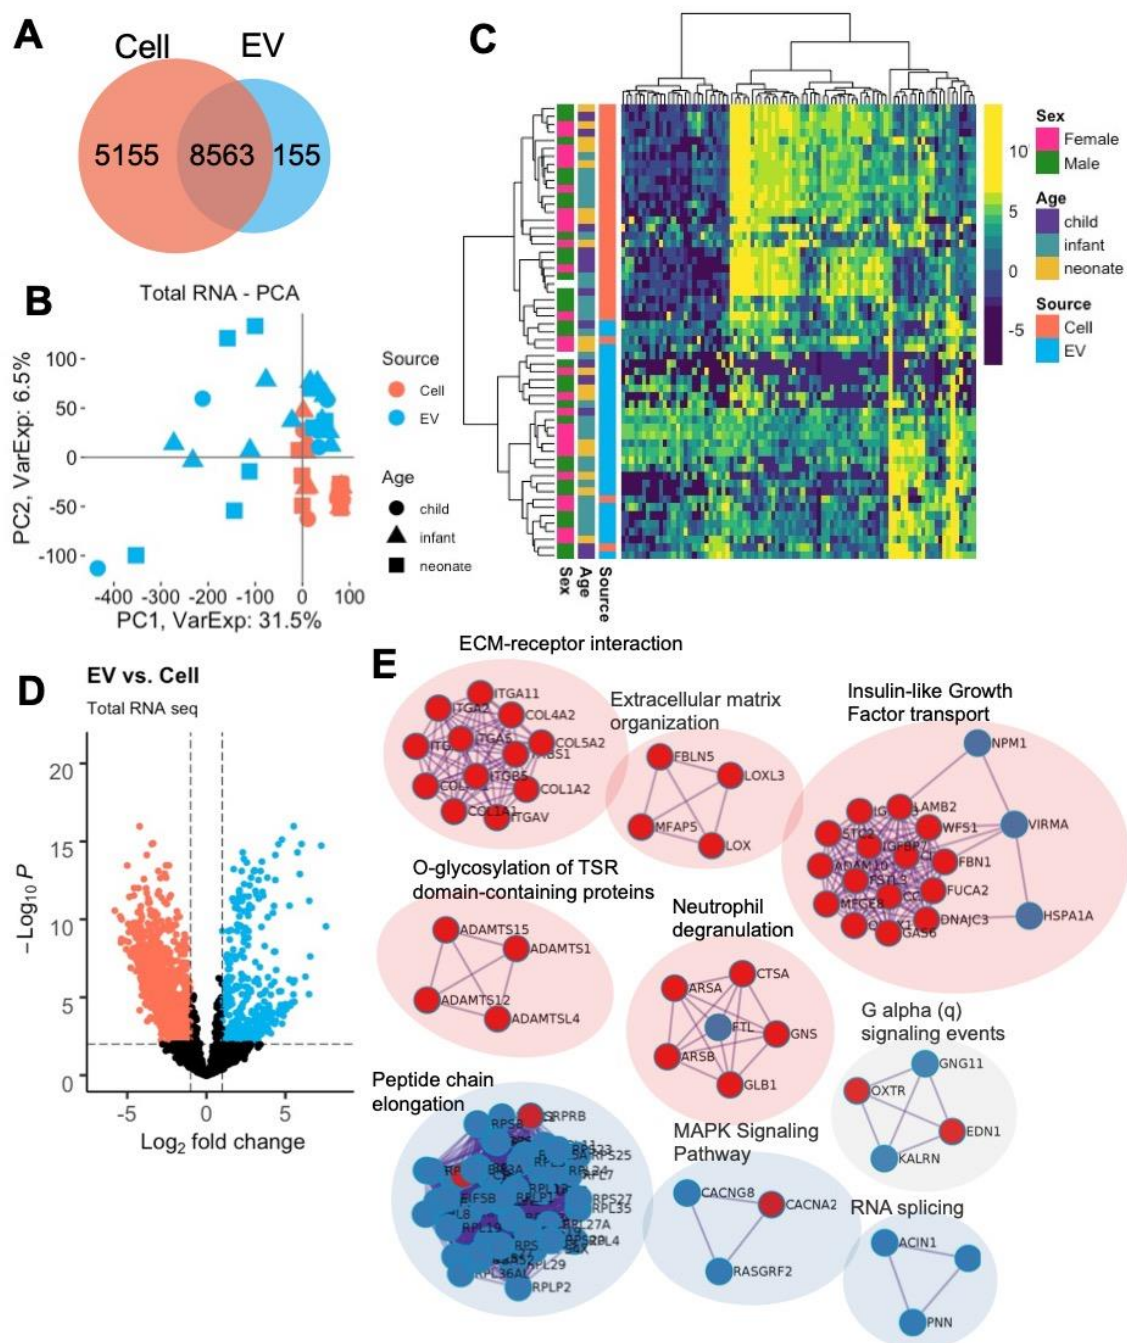 A
Cell
EV
5155
8563
155
B
Total RNA - PCA
PC2, VarExp: 6.5%
100
50
0
-50
-100
-400
-300
-200
-100
0
100
PC1, VarExp: 31.5%
Source
Cell
EV
Age
child
infant
neonate
C
10
5
0
-5
Sex
Female
Male
Age
child
infant
neonate
Source
Cell
EV
Sex
Age
Source
D
EV vs. Cell
Total RNA seq
−Log10 P
20
15
10
5
0
-5
0
5
Log2 fold change
E
ECM-receptor interaction
ITGA11
ITGA2
COL4A2
ITGA5
COL5A2
ITGB5
COL1A2
COL1A1
ITGAV
Extracellular matrix
organization
FBLN5
LOXL3
MFAP5
LOX
Insulin-like Growth
Factor transport
NPM1
LAMB2
WFS1
VIRMA
STC2
IGFBP7
FBN1
ADAM10
FSTL3
FUCA2
MFGE8
DNAJC3
HSPA1A
GAS6
O-glycosylation of TSR
domain-containing proteins
ADAMTS15
ADAMTS1
ADAMTS12
ADAMTSL4
Neutrophil
degranulation
CTSA
ARSA
FTL
GNS
ARSB
GLB1
G alpha (q)
signaling events
GNG11
OXTR
EDN1
KALRN
Peptide chain
elongation
SRPRB
RPS8
RPS23
RPS25
RPL24
RPL7
EIF5B
RPS27
RPL35
RPL19
RPL27A
RPL4
RPL29
RPL36AL
RPLP2
MAPK Signaling
Pathway
CACNG8
CACNA2
RASGRF2
RNA splicing
ACIN1
PNN